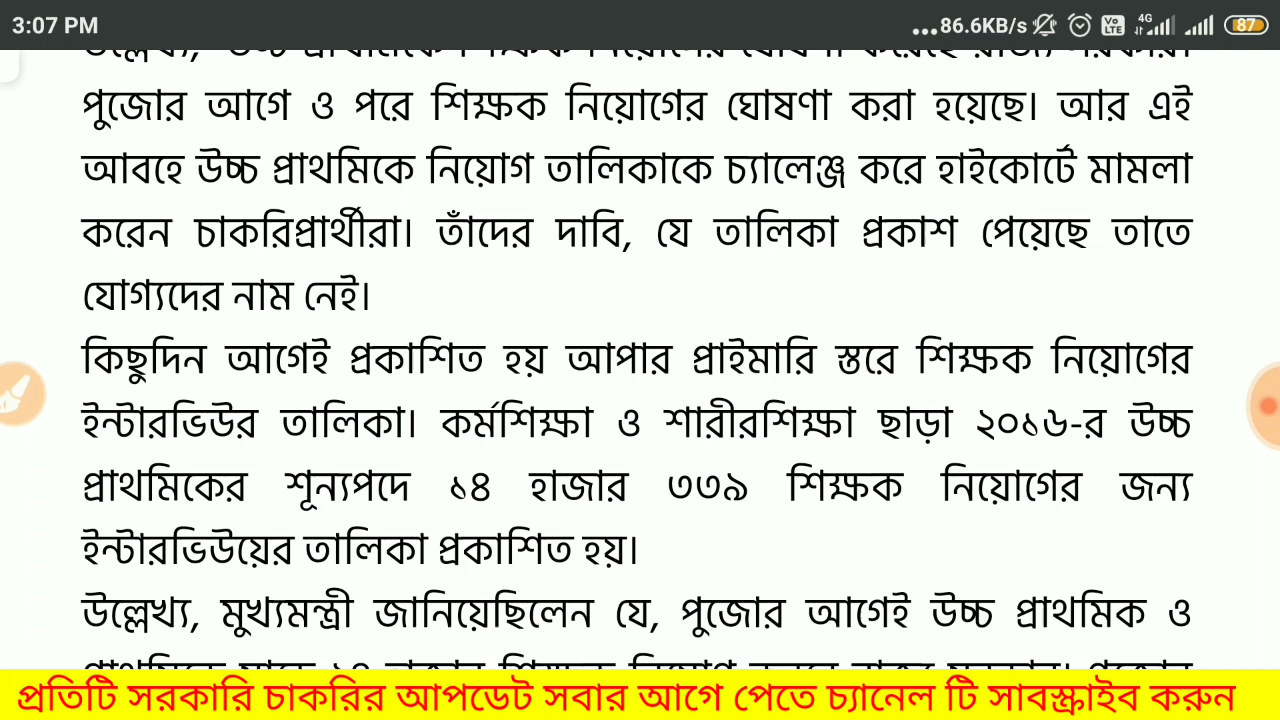 3:07 PM
...86.6KB/s 4G Vo LTE 87
পুজোর আগে ও পরে শিক্ষক নিয়োগের ঘোষণা করা হয়েছে। আর এই
আবহে উচ্চ প্রাথমিকে নিয়োগ তালিকাকে চ্যালেঞ্জ করে হাইকোর্টে মামলা
করেন চাকরিপ্রার্থীরা। তাঁদের দাবি, যে তালিকা প্রকাশ পেয়েছে তাতে
যোগ্যদের নাম নেই।
কিছুদিন আগেই প্রকাশিত হয় আপার প্রাইমারি স্তরে শিক্ষক নিয়োগের
ইন্টারভিউর তালিকা। কর্মশিক্ষা ও শারীরশিক্ষা ছাড়া ২০১৬-র উচ্চ
প্রাথমিকের শূন্যপদে ১৪ হাজার ৩৩৯ শিক্ষক নিয়োগের জন্য
ইন্টারভিউয়ের তালিকা প্রকাশিত হয়।
উল্লেখ্য, মুখ্যমন্ত্রী জানিয়েছিলেন যে, পুজোর আগেই উচ্চ প্রাথমিক ও
প্রতিটি সরকারি চাকরির আপডেট সবার আগে পেতে চ্যানেল টি সাবস্ক্রাইব করুন